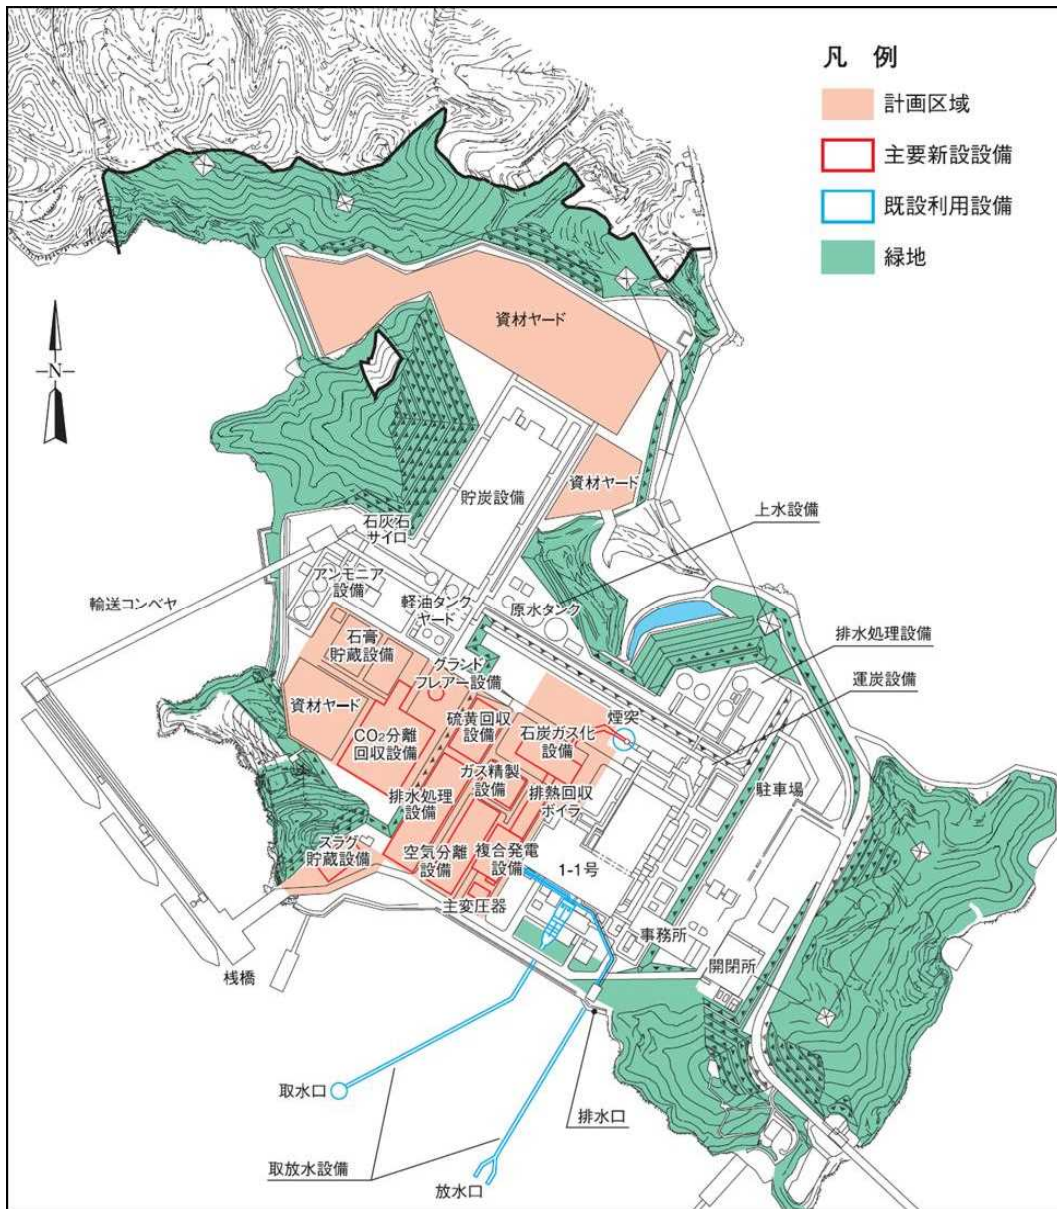 凡 例
計画区域
主要新設設備
既設利用設備
緑地
N
資材ヤード
資材ヤード
貯炭設備
上水設備
石灰石
サイロ
アンモニア
設備
輸送コンベヤ
軽油タンク
ヤード
原水タンク
排水処理設備
石膏
貯蔵設備
グランド
フレアー設備
運炭設備
資材ヤード
硫黄回収
設備
煙突
石炭ガス化
設備
CO₂分離
回収設備
ガス精製
設備
駐車場
排水処理
設備
排熱回収
ボイラ
スラグ
貯蔵設備
空気分離
設備
複合発電
設備
1-1号
主変圧器
事務所
開閉所
桟橋
取水口
排水口
取放水設備
放水口